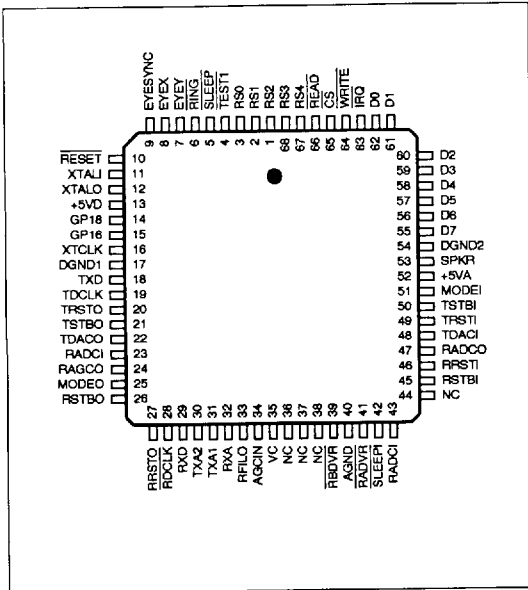 EYESYNC
EYEX
EYEY
RING
SLEEP
TEST1
RS0
RS1
RS2
RS3
RS4
READ
CS
WRITE
IRQ
D0
D1
9 8 7 6 5 4 3 2 1 68 67 66 65 64 63 62 61
RESET 10
XTALI 11
XTALO 12
+5VD 13
GP18 14
GP16 15
XTCLK 16
DGND1 17
TXD 18
TDCLK 19
TRSTO 20
TSTBO 21
TDACO 22
RADCI 23
RAGCO 24
MODEO 25
RSTBO 26
60 D2
59 D3
58 D4
57 D5
56 D6
55 D7
54 DGND2
53 SPKR
52 +5VA
51 MODEI
50 TSTBI
49 TRSTI
48 TDACI
47 RADCO
46 RRSTI
45 RSTBI
44 NC
27 28 29 30 31 32 33 34 35 36 37 38 39 40 41 42 43
RRSTO
RDCLK
RXD
TXA2
TXA1
RXA
RFILO
AGCIN
VC
NC
NC
NC
RBDVR
AGND
RADVR
SLEEPI
RADCI